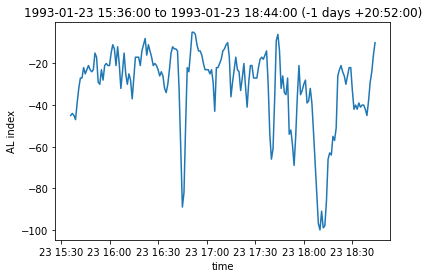 1993-01-23 15:36:00 to 1993-01-23 18:44:00 (-1 days +20:52:00)
−20
−40
−60
−80
−100
AL index
23 15:30 23 16:00 23 16:30 23 17:00 23 17:30 23 18:00 23 18:30
time